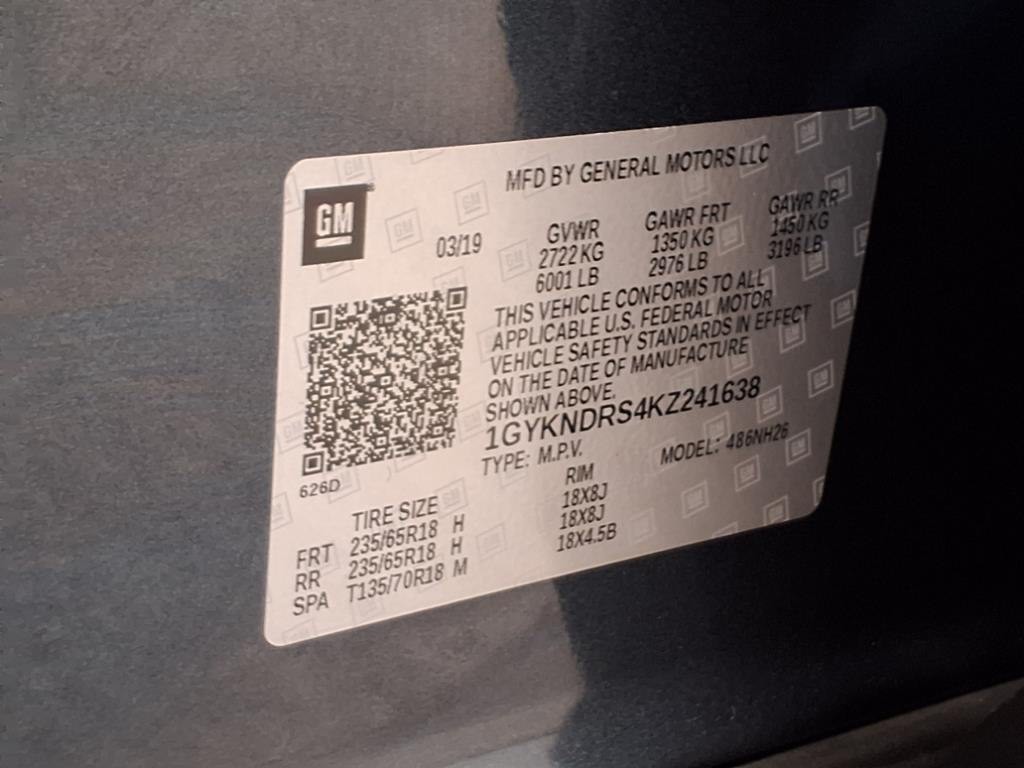 GM
MFD BY GENERAL MOTORS LLC
03/19
GVWR GAWR FRT GAWR RR
2722 KG 1350 KG 1450 KG
6001 LB 2976 LB 3196 LB
THIS VEHICLE CONFORMS TO ALL
APPLICABLE U.S. FEDERAL MOTOR
VEHICLE SAFETY STANDARDS IN EFFECT
ON THE DATE OF MANUFACTURE
SHOWN ABOVE.
1GYKNDRS4KZ241638
TYPE: M.P.V. MODEL: 486NH26
626D
TIRE SIZE RIM
FRT 235/65R18 H 18X8J
RR 235/65R18 H 18X8J
SPA T135/70R18 M 18X4.5B